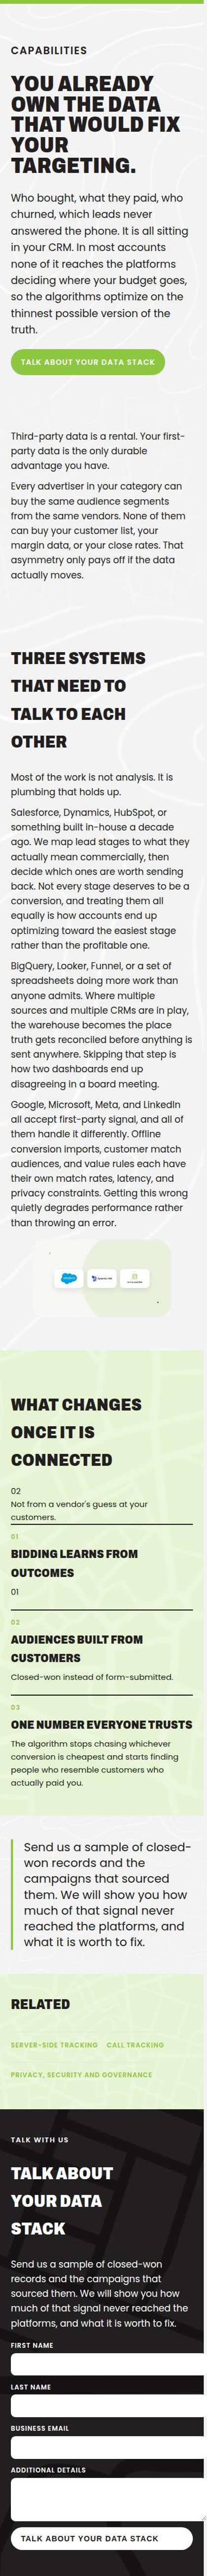 CAPABILITIES
YOU ALREADY
OWN THE DATA
THAT WOULD FIX
YOUR
TARGETING.
Who bought, what they paid, who
churned, which leads never
answered the phone. It is all sitting
in your CRM. In most accounts
none of it reaches the platforms
deciding where your budget goes,
so the algorithms optimize on the
thinnest possible version of the
truth.
TALK ABOUT YOUR DATA STACK
Third-party data is a rental. Your first-
party data is the only durable
advantage you have.
Every advertiser in your category can
buy the same audience segments
from the same vendors. None of them
can buy your customer list, your
margin data, or your close rates. That
asymmetry only pays off if the data
actually moves.
THREE SYSTEMS
THAT NEED TO
TALK TO EACH
OTHER
Most of the work is not analysis. It is
plumbing that holds up.
Salesforce, Dynamics, HubSpot, or
something built in-house a decade
ago. We map lead stages to what they
actually mean commercially, then
decide which ones are worth sending
back. Not every stage deserves to be a
conversion, and treating them all
equally is how accounts end up
optimizing toward the easiest stage
rather than the profitable one.
BigQuery, Looker, Funnel, or a set of
spreadsheets doing more work than
anyone admits. Where multiple
sources and multiple CRMs are in play,
the warehouse becomes the place
truth gets reconciled before anything is
sent anywhere. Skipping that step is
how two dashboards end up
disagreeing in a board meeting.
Google, Microsoft, Meta, and LinkedIn
all accept first-party signal, and all of
them handle it differently. Offline
conversion imports, customer match
audiences, and value rules each have
their own match rates, latency, and
privacy constraints. Getting this wrong
quietly degrades performance rather
than throwing an error.
WHAT CHANGES
ONCE IT IS
CONNECTED
02
Not from a vendor's guess at your
customers.
01
BIDDING LEARNS FROM
OUTCOMES
01
02
AUDIENCES BUILT FROM
CUSTOMERS
Closed-won instead of form-submitted.
03
ONE NUMBER EVERYONE TRUSTS
The algorithm stops chasing whichever
conversion is cheapest and starts finding
people who resemble customers who
actually paid you.
Send us a sample of closed-
won records and the
campaigns that sourced
them. We will show you how
much of that signal never
reached the platforms, and
what it is worth to fix.
RELATED
SERVER-SIDE TRACKING CALL TRACKING
PRIVACY, SECURITY AND GOVERNANCE
TALK WITH US
TALK ABOUT
YOUR DATA
STACK
Send us a sample of closed-won
records and the campaigns that
sourced them. We will show you how
much of that signal never reached the
platforms, and what it is worth to fix.
FIRST NAME
LAST NAME
BUSINESS EMAIL
ADDITIONAL DETAILS
TALK ABOUT YOUR DATA STACK